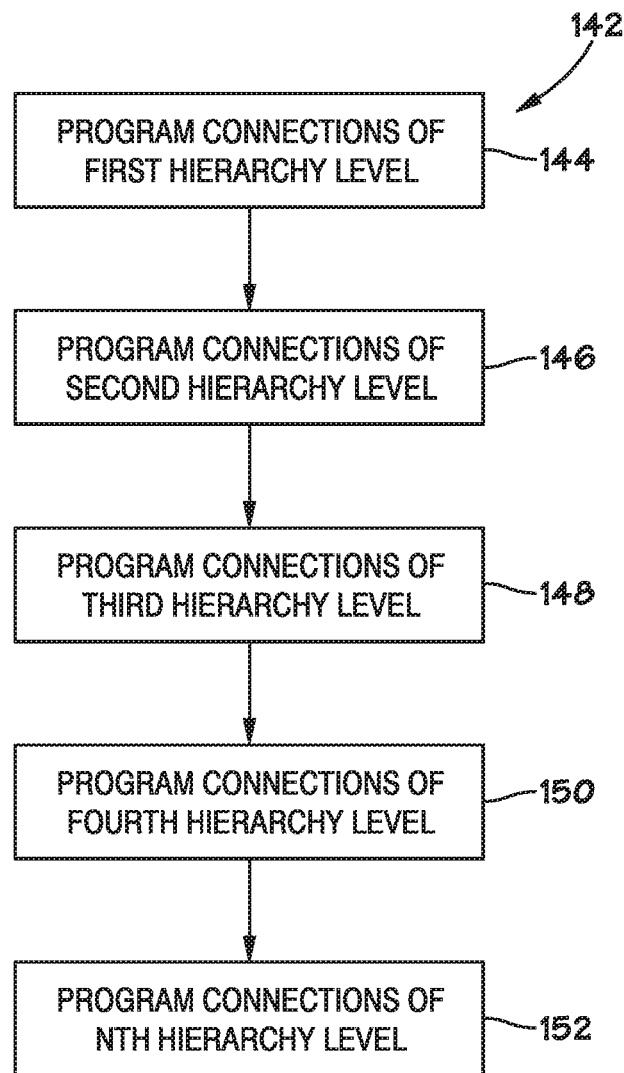 142
PROGRAM CONNECTIONS OF
FIRST HIERARCHY LEVEL
144
PROGRAM CONNECTIONS OF
SECOND HIERARCHY LEVEL
146
PROGRAM CONNECTIONS OF
THIRD HIERARCHY LEVEL
148
PROGRAM CONNECTIONS OF
FOURTH HIERARCHY LEVEL
150
PROGRAM CONNECTIONS OF
NTH HIERARCHY LEVEL
152